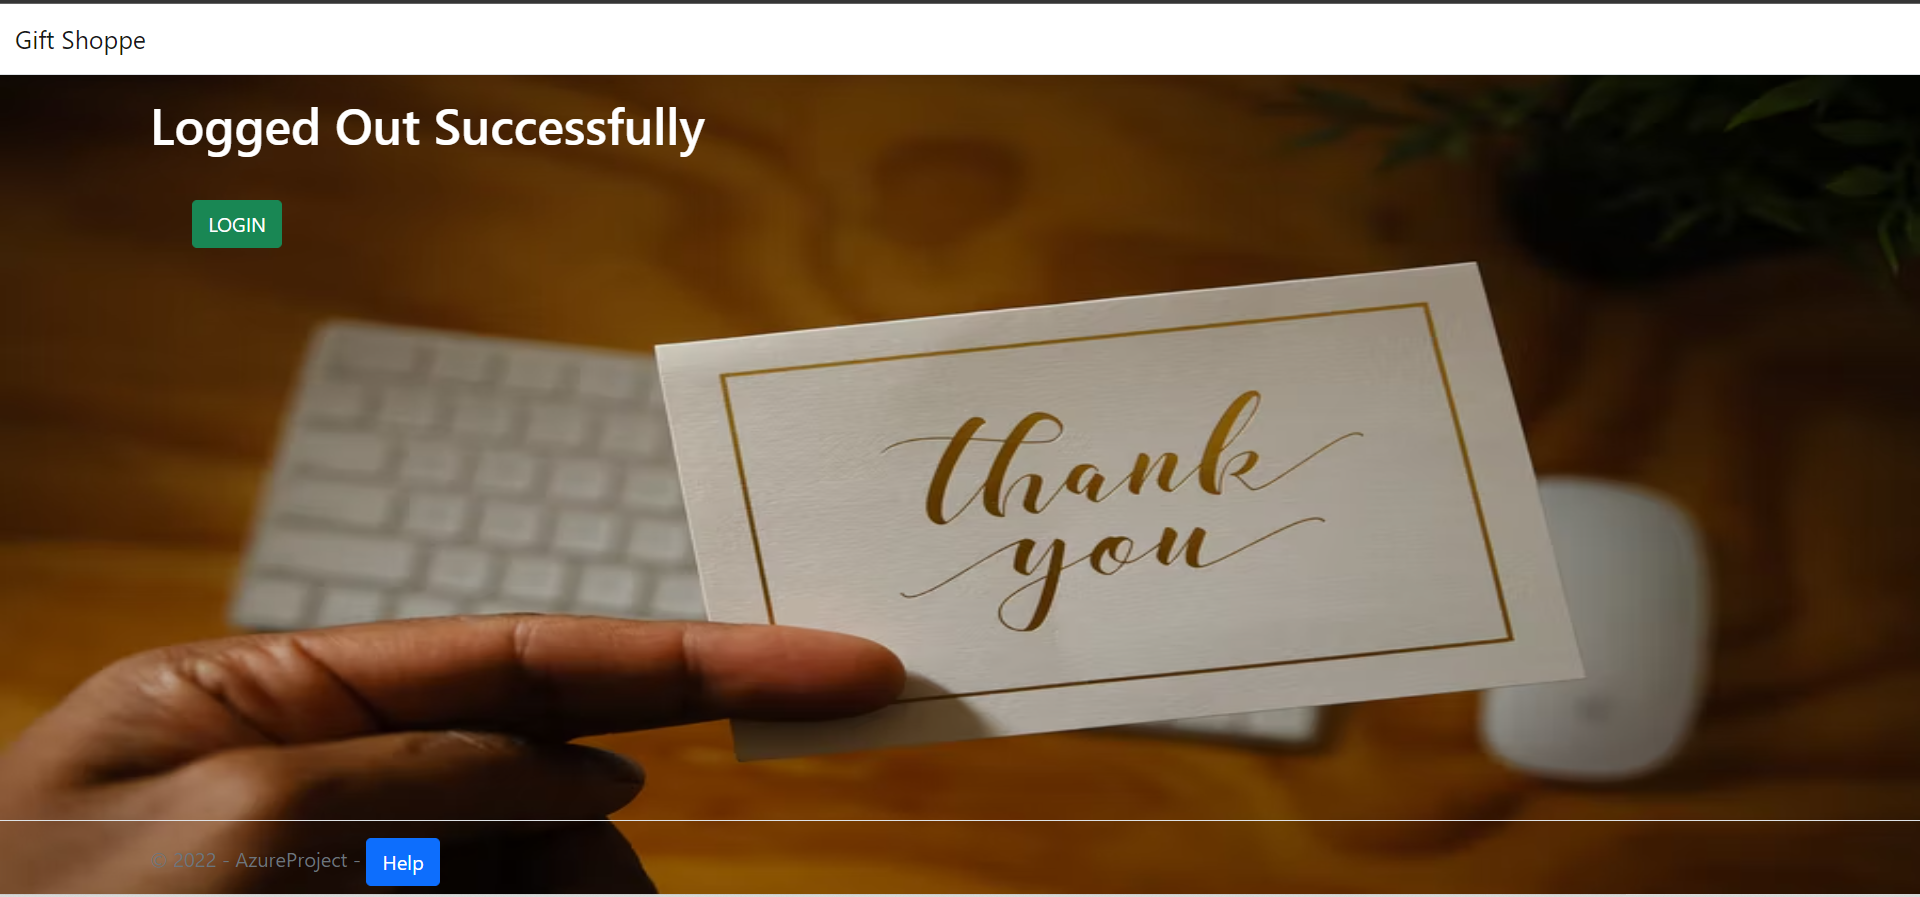 Gift Shoppe
Logged Out Successfully
LOGIN
thank
you
© 2022 - AzureProject - Help